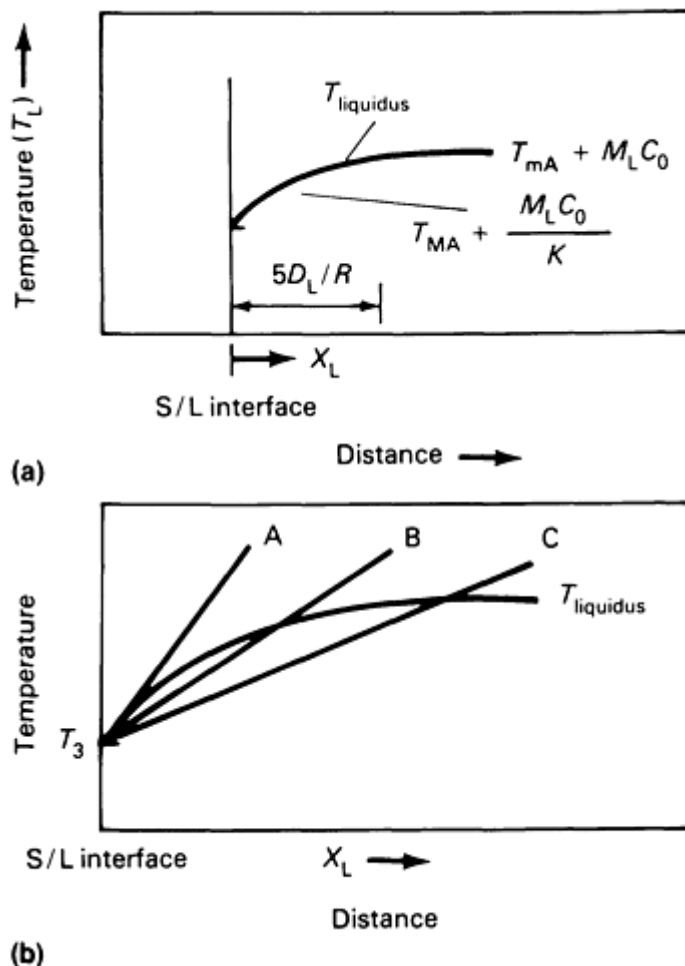 Temperature (T_L)
T_liquidus
T_mA + M_L C_0
T_MA + M_L C_0 / K
5D_L/R
X_L
S/L interface
Distance
(a)
A B C
T_liquidus
Temperature
T_3
S/L interface X_L
Distance
(b)